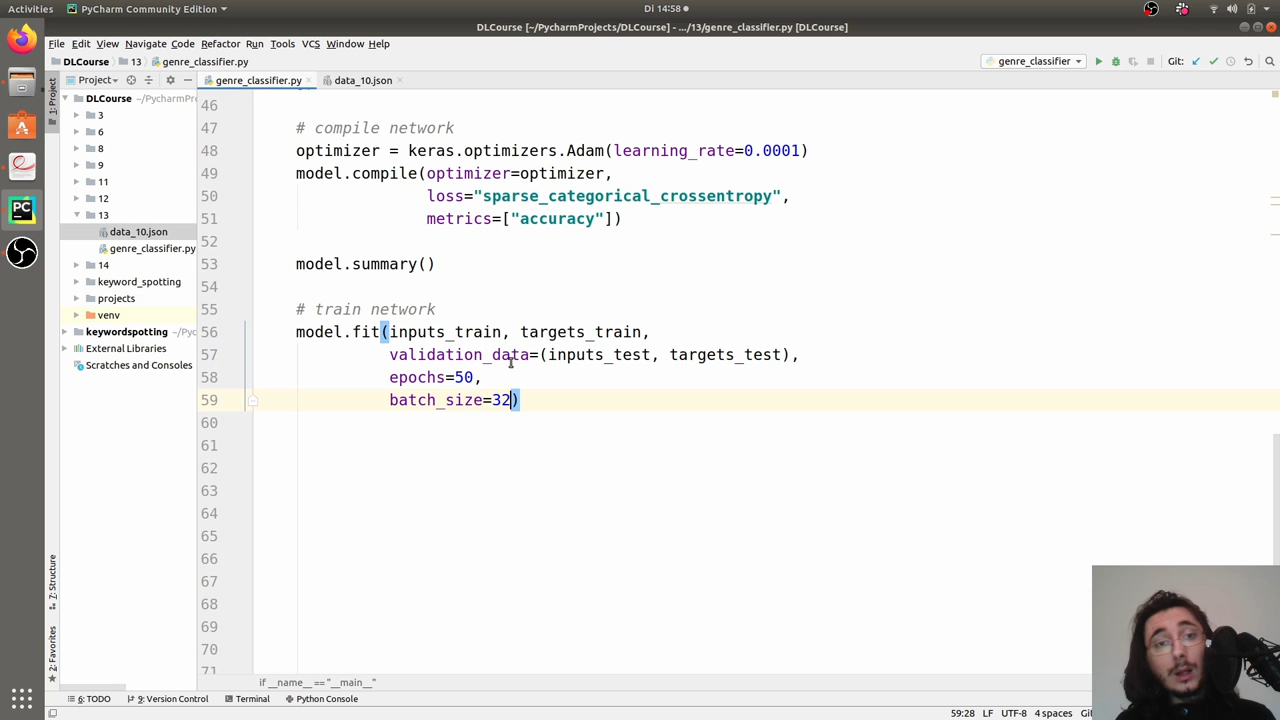 Activities
PyCharm Community Edition
Di 14:58
DLCourse [~/PycharmProjects/DLCourse] - .../13/genre_classifier.py [DLCourse]
File Edit View Navigate Code Refactor Run Tools VCS Window Help
DLCourse 13 genre_classifier.py
genre_classifier
Git:
Project
genre_classifier.py
data_10.json
1: Project
DLCourse ~/PycharmPr
3
6
8
9
11
12
13
data_10.json
genre_classifier.py
14
keyword_spotting
projects
venv
keywordspotting
External Libraries
Scratches and Consoles
46
47 # compile network
48 optimizer = keras.optimizers.Adam(learning_rate=0.0001)
49 model.compile(optimizer=optimizer,
50 loss="sparse_categorical_crossentropy",
51 metrics=["accuracy"])
52
53 model.summary()
54
55 # train network
56 model.fit(inputs_train, targets_train,
57 validation_data=(inputs_test, targets_test),
58 epochs=50,
59 batch_size=32)
60
61
62
63
64
65
66
67
68
69
70
71
7: Structure
2: Favorites
if __name__ == "__main__"
6: TODO
9: Version Control
Terminal
Python Console
59:28 LF UTF-8 4 spaces